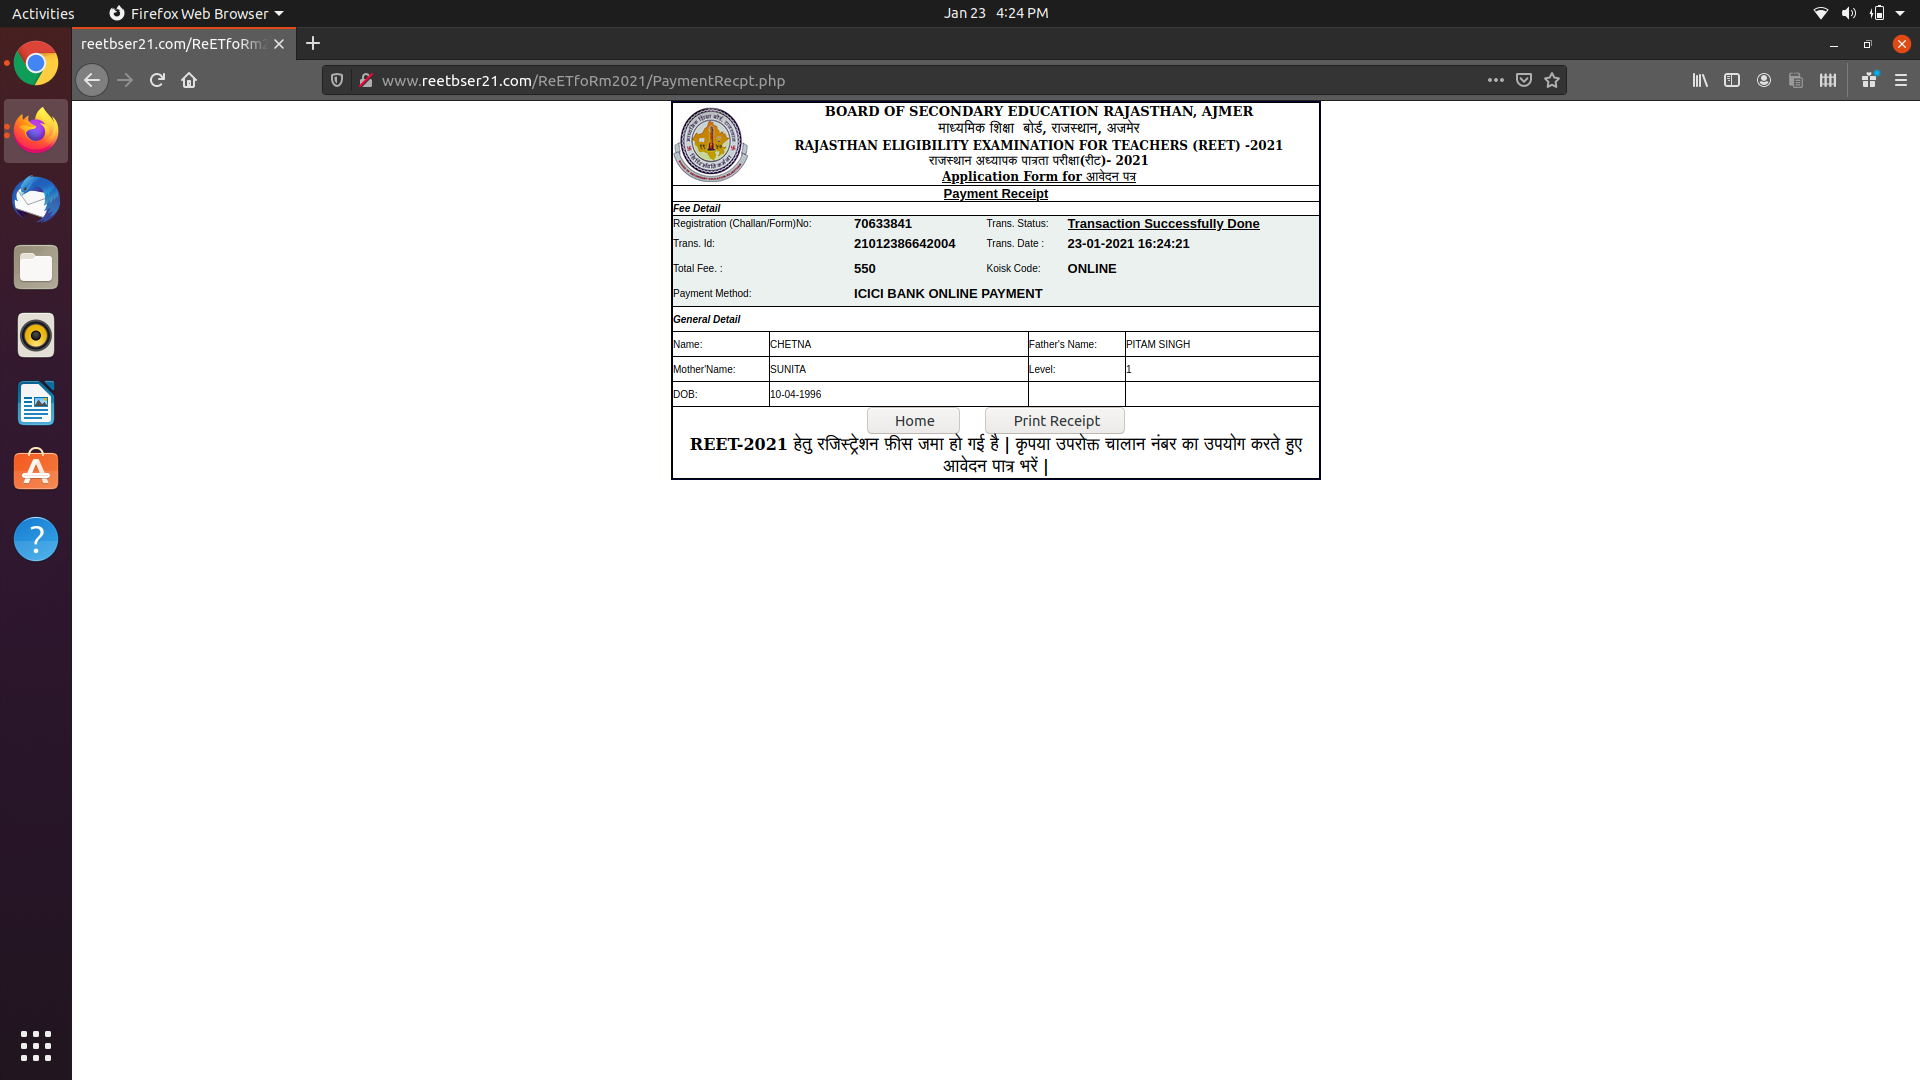 Activities Firefox Web Browser Jan 23 4:24 PM
reetbser21.com/ReETfoRm2
www.reetbser21.com/ReETfoRm2021/PaymentRecpt.php
BOARD OF SECONDARY EDUCATION RAJASTHAN, AJMER
माध्यमिक शिक्षा बोर्ड, राजस्थान, अजमेर
RAJASTHAN ELIGIBILITY EXAMINATION FOR TEACHERS (REET) -2021
राजस्थान अध्यापक पात्रता परीक्षा(रीट)- 2021
Application Form for आवेदन पत्र
Payment Receipt
Fee Detail
Registration (Challan/Form)No: 70633841 Trans. Status: Transaction Successfully Done
Trans. Id: 21012386642004 Trans. Date : 23-01-2021 16:24:21
Total Fee. : 550 Koisk Code: ONLINE
Payment Method: ICICI BANK ONLINE PAYMENT
General Detail
Name: CHETNA Father's Name: PITAM SINGH
Mother'Name: SUNITA Level: 1
DOB: 10-04-1996
Home Print Receipt
REET-2021 हेतु रजिस्ट्रेशन फ़ीस जमा हो गई है | कृपया उपरोक्त चालान नंबर का उपयोग करते हुए
आवेदन पात्र भरें |